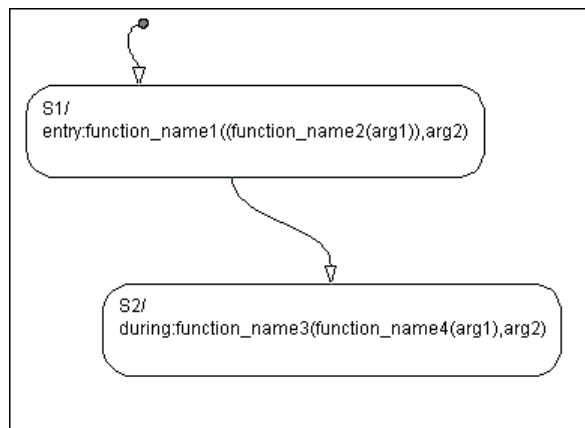 S1/
entry:function_name1((function_name2(arg1)),arg2)
S2/
during:function_name3(function_name4(arg1),arg2)